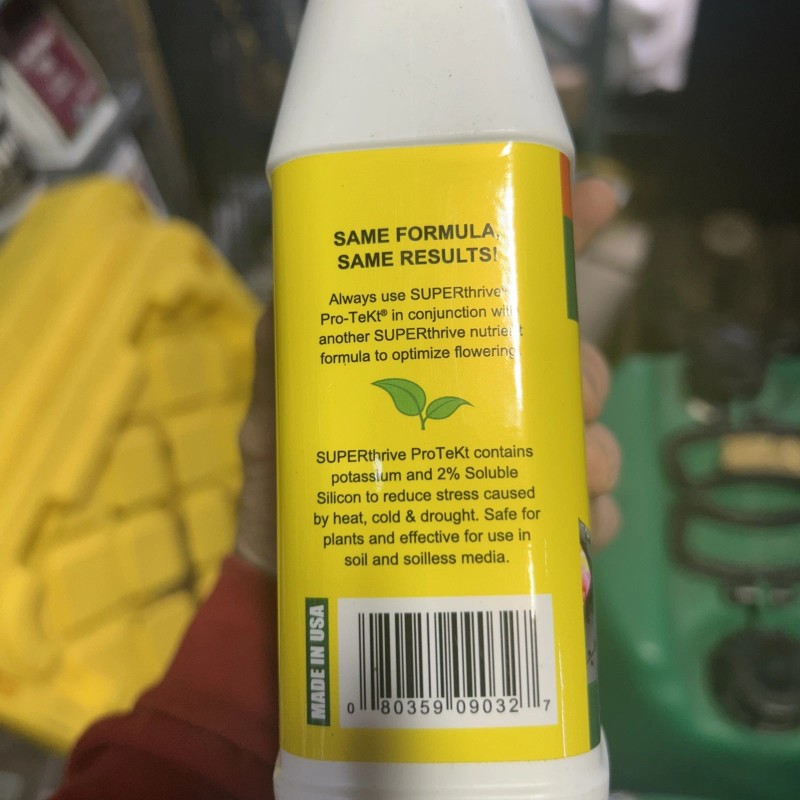 SAME FORMULA,
SAME RESULTS!
Always use SUPERthrive®
Pro-TeKt® in conjunction with
another SUPERthrive nutrient
formula to optimize flowering.
SUPERthrive ProTeKt contains
potassium and 2% Soluble
Silicon to reduce stress caused
by heat, cold & drought. Safe for
plants and effective for use in
soil and soilless media.
MADE IN USA
0 80359 09032 7